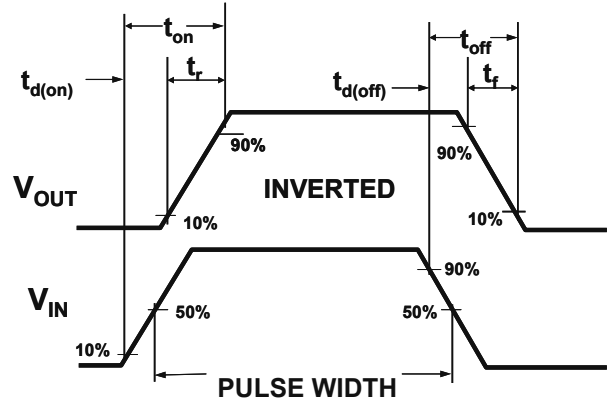 t_on
t_off
t_d(on)
t_r
t_d(off)
t_f
90%
90%
V_OUT
INVERTED
10%
10%
90%
V_IN
50%
50%
10%
PULSE WIDTH